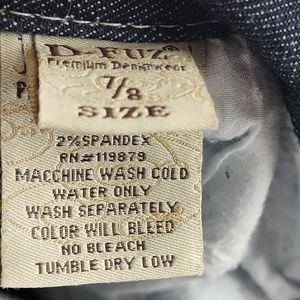 D-FUZ®
Premium Denimwear
7/8
SIZE
2%SPANDEX
RN#119879
MACCHINE WASH COLD
WATER ONLY
WASH SEPARATELY
COLOR WILL BLEED
NO BLEACH
TUMBLE DRY LOW